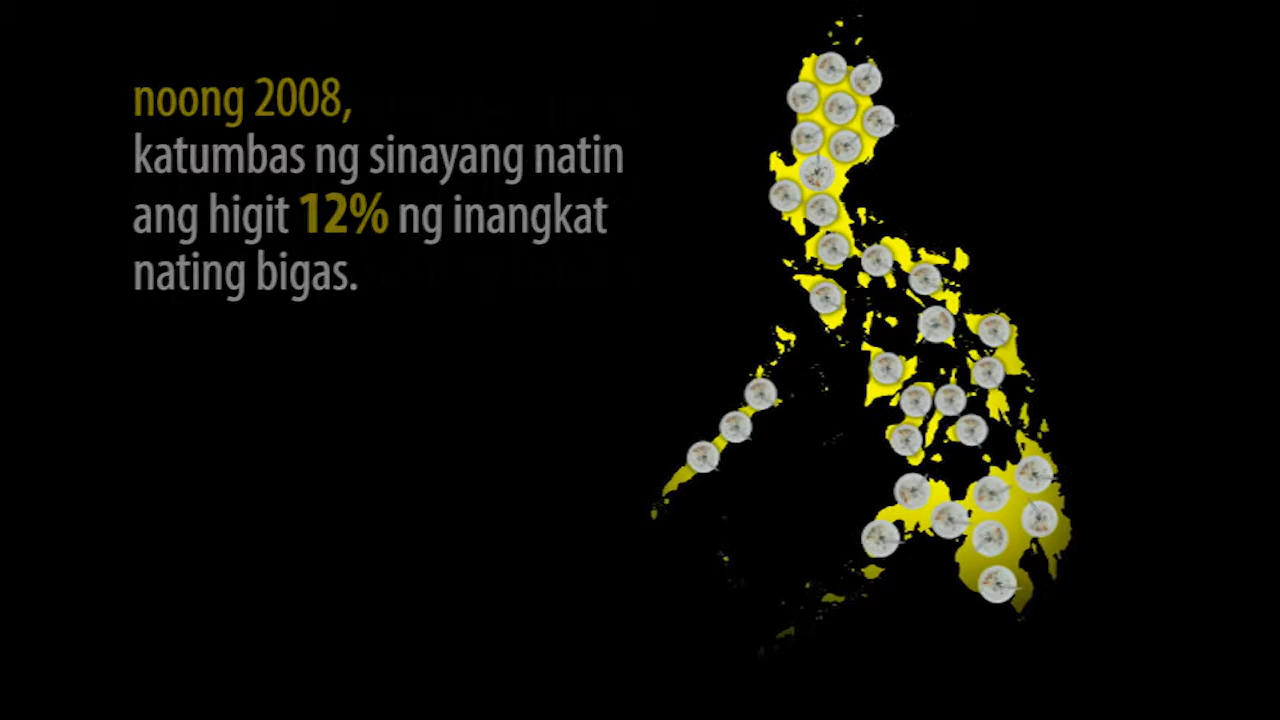 noong 2008,
katumbas ng sinayang natin
ang higit 12% ng inangkat
nating bigas.